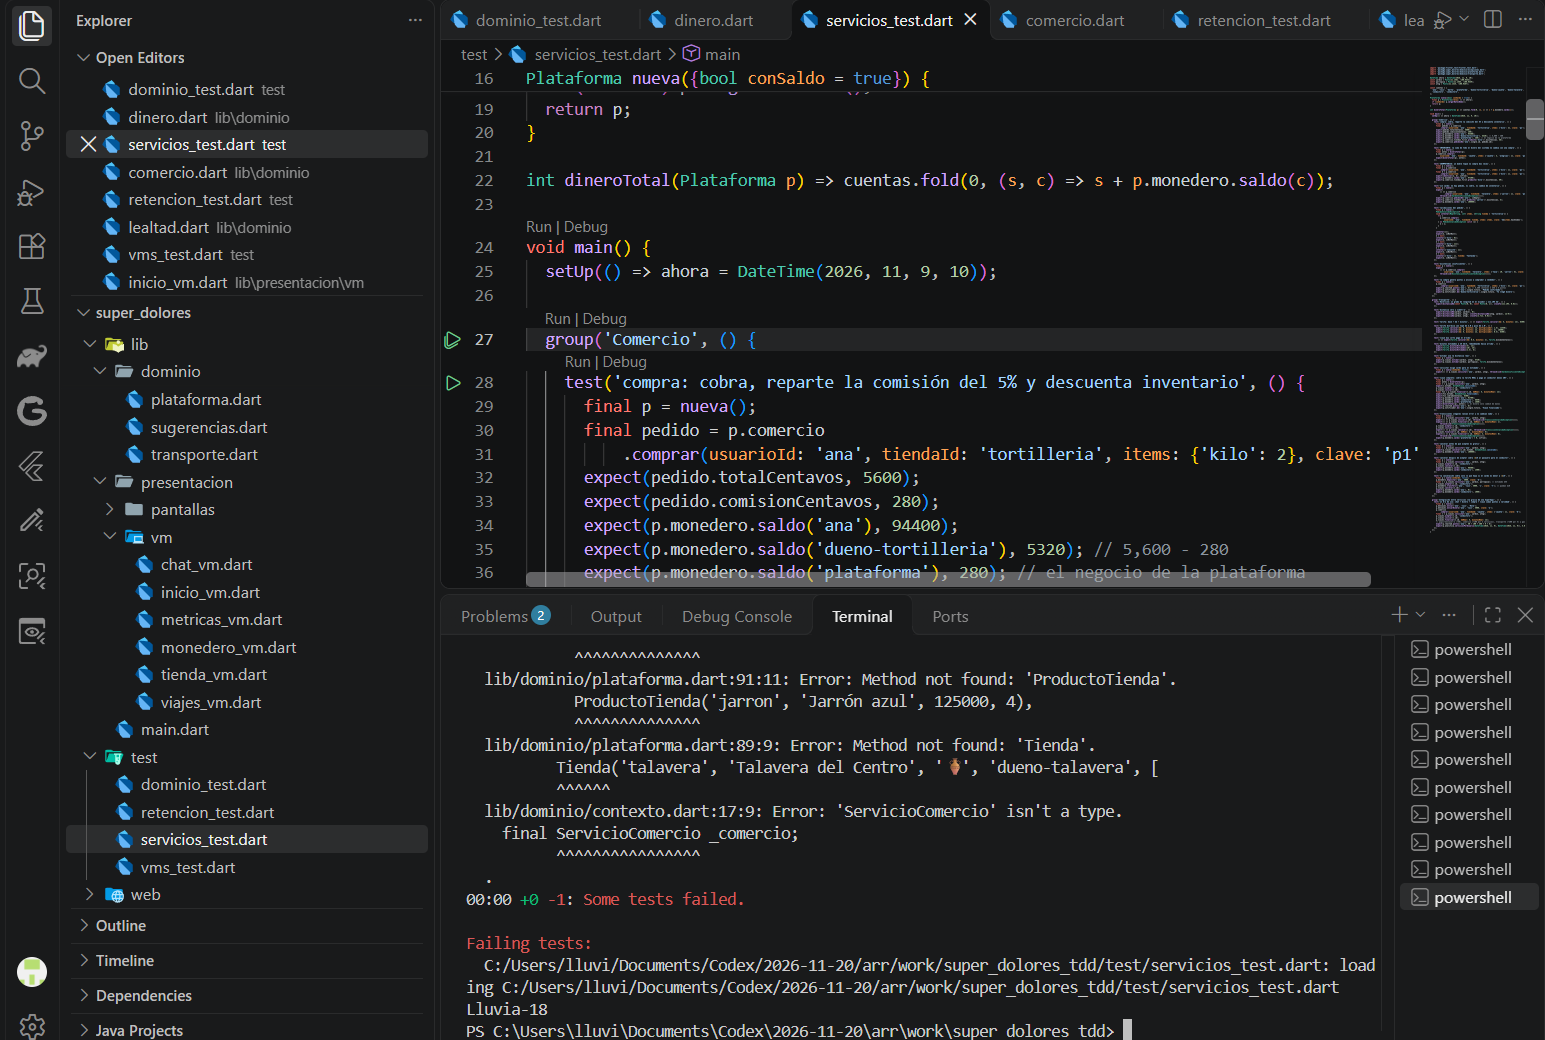 Explorer
Open Editors
dominio_test.dart test
dinero.dart lib\dominio
servicios_test.dart test
comercio.dart lib\dominio
retencion_test.dart test
lealtad.dart lib\dominio
vms_test.dart test
inicio_vm.dart lib\presentacion\vm
super_dolores
lib
dominio
plataforma.dart
sugerencias.dart
transporte.dart
presentacion
pantallas
vm
chat_vm.dart
inicio_vm.dart
metricas_vm.dart
monedero_vm.dart
tienda_vm.dart
viajes_vm.dart
main.dart
test
dominio_test.dart
retencion_test.dart
servicios_test.dart
vms_test.dart
web
Outline
Timeline
Dependencies
Java Projects
dominio_test.dart dinero.dart servicios_test.dart comercio.dart retencion_test.dart lea
test > servicios_test.dart > main
16 Plataforma nueva({bool conSaldo = true}) {
19 return p;
20 }
21
22 int dineroTotal(Plataforma p) => cuentas.fold(0, (s, c) => s + p.monedero.saldo(c));
23
Run | Debug
24 void main() {
25 setUp(() => ahora = DateTime(2026, 11, 9, 10));
26
Run | Debug
27 group('Comercio', () {
Run | Debug
28 test('compra: cobra, reparte la comisión del 5% y descuenta inventario', () {
29 final p = nueva();
30 final pedido = p.comercio
31 .comprar(usuarioId: 'ana', tiendaId: 'tortilleria', items: {'kilo': 2}, clave: 'p1'
32 expect(pedido.totalCentavos, 5600);
33 expect(pedido.comisionCentavos, 280);
34 expect(p.monedero.saldo('ana'), 94400);
35 expect(p.monedero.saldo('dueno-tortilleria'), 5320); // 5,600 - 280
36 expect(p.monedero.saldo('plataforma'), 280); // el negocio de la plataforma
Problems 2 Output Debug Console Terminal Ports
^^^^^^^^^^^^^^
lib/dominio/plataforma.dart:91:11: Error: Method not found: 'ProductoTienda'.
ProductoTienda('jarron', 'Jarrón azul', 125000, 4),
^^^^^^^^^^^^^^
lib/dominio/plataforma.dart:89:9: Error: Method not found: 'Tienda'.
Tienda('talavera', 'Talavera del Centro', '🏺', 'dueno-talavera', [
^^^^^^
lib/dominio/contexto.dart:17:9: Error: 'ServicioComercio' isn't a type.
final ServicioComercio _comercio;
^^^^^^^^^^^^^^^^
.
00:00 +0 -1: Some tests failed.
Failing tests:
C:/Users/lluvi/Documents/Codex/2026-11-20/arr/work/super_dolores_tdd/test/servicios_test.dart: load
ing C:/Users/lluvi/Documents/Codex/2026-11-20/arr/work/super_dolores_tdd/test/servicios_test.dart
Lluvia-18
PS C:\Users\lluvi\Documents\Codex\2026-11-20\arr\work\super_dolores_tdd>
powershell
powershell
powershell
powershell
powershell
powershell
powershell
powershell
powershell
powershell